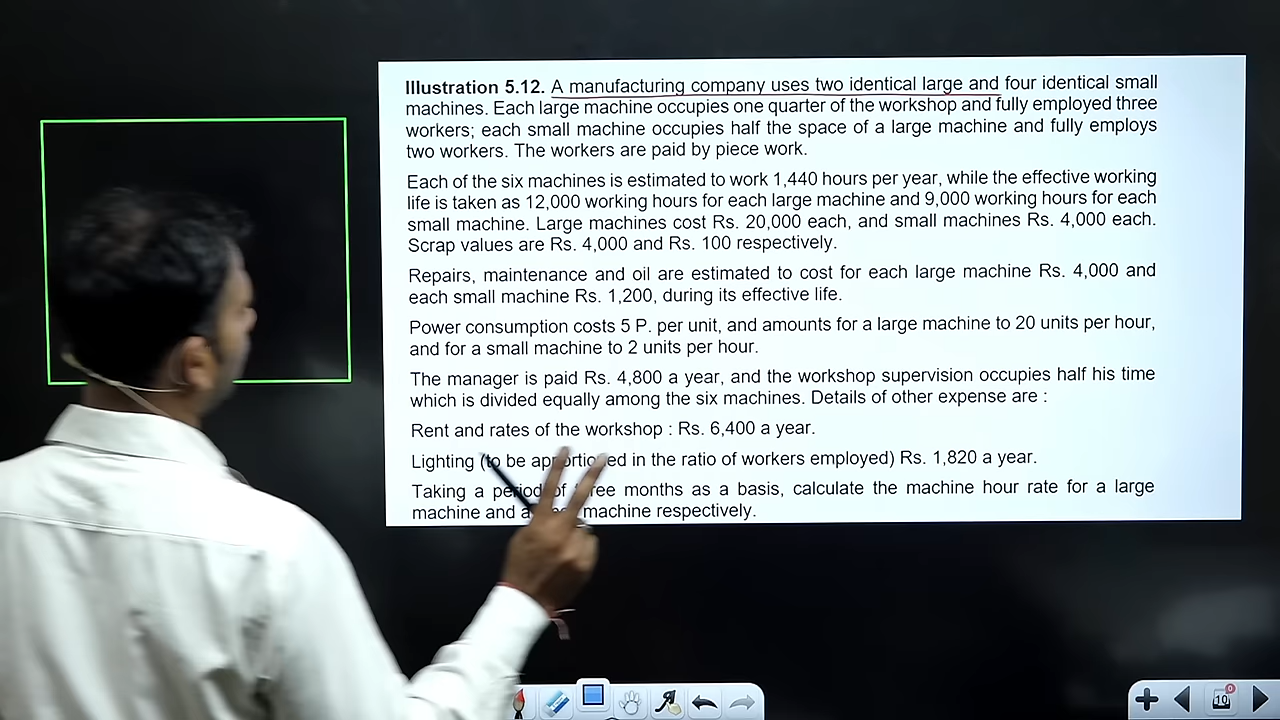 Illustration 5.12. A manufacturing company uses two identical large and four identical small
machines. Each large machine occupies one quarter of the workshop and fully employed three
workers; each small machine occupies half the space of a large machine and fully employs
two workers. The workers are paid by piece work.
Each of the six machines is estimated to work 1,440 hours per year, while the effective working
life is taken as 12,000 working hours for each large machine and 9,000 working hours for each
small machine. Large machines cost Rs. 20,000 each, and small machines Rs. 4,000 each.
Scrap values are Rs. 4,000 and Rs. 100 respectively.
Repairs, maintenance and oil are estimated to cost for each large machine Rs. 4,000 and
each small machine Rs. 1,200, during its effective life.
Power consumption costs 5 P. per unit, and amounts for a large machine to 20 units per hour,
and for a small machine to 2 units per hour.
The manager is paid Rs. 4,800 a year, and the workshop supervision occupies half his time
which is divided equally among the six machines. Details of other expense are :
Rent and rates of the workshop : Rs. 6,400 a year.
Lighting (to be apportioned in the ratio of workers employed) Rs. 1,820 a year.
Taking a period of three months as a basis, calculate the machine hour rate for a large
machine and a machine respectively.
10
0